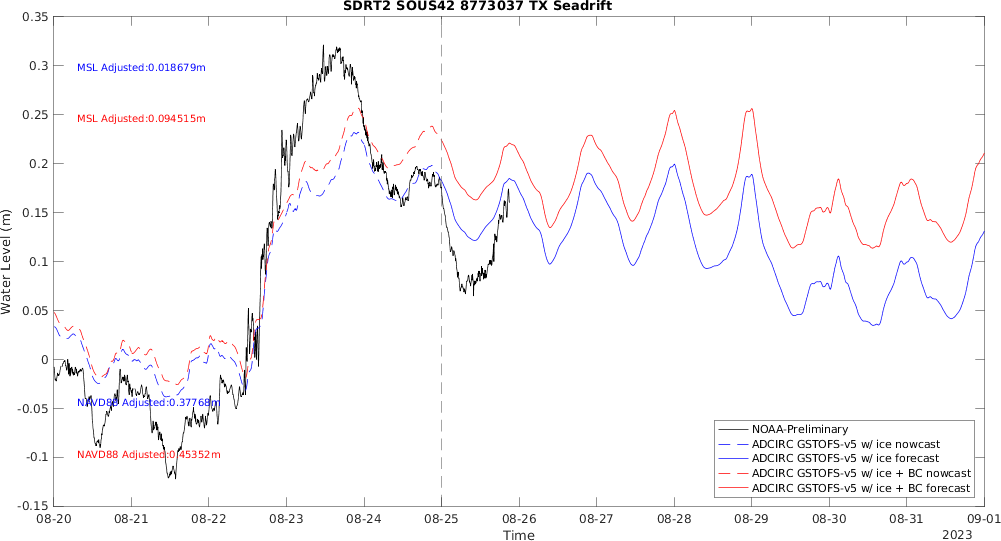 SDRT2 SOUS42 8773037 TX Seadrift
0.35
0.3
0.25
0.2
0.15
0.1
0.05
0
-0.05
-0.1
-0.15
Water Level (m)
MSL Adjusted:0.018679m
MSL Adjusted:0.094515m
NAVD88 Adjusted:0.37768m
NAVD88 Adjusted:0.45352m
NOAA-Preliminary
ADCIRC GSTOFS-v5 w/ ice nowcast
ADCIRC GSTOFS-v5 w/ ice forecast
ADCIRC GSTOFS-v5 w/ ice + BC nowcast
ADCIRC GSTOFS-v5 w/ ice + BC forecast
08-20 08-21 08-22 08-23 08-24 08-25 08-26 08-27 08-28 08-29 08-30 08-31 09-01
Time
2023